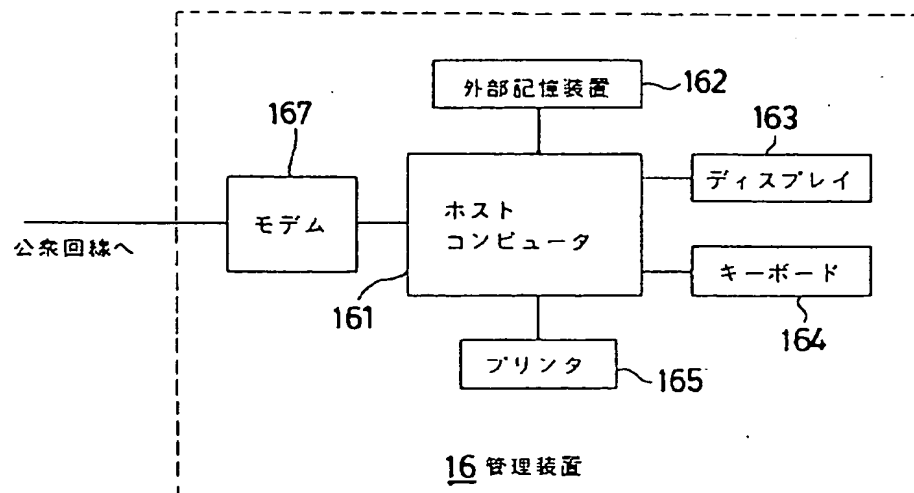 外部記憶装置
162
167
163
ディスプレイ
モデム
ホスト
コンピュータ
公衆回線へ
キーボード
161
164
プリンタ
165
16 管理装置